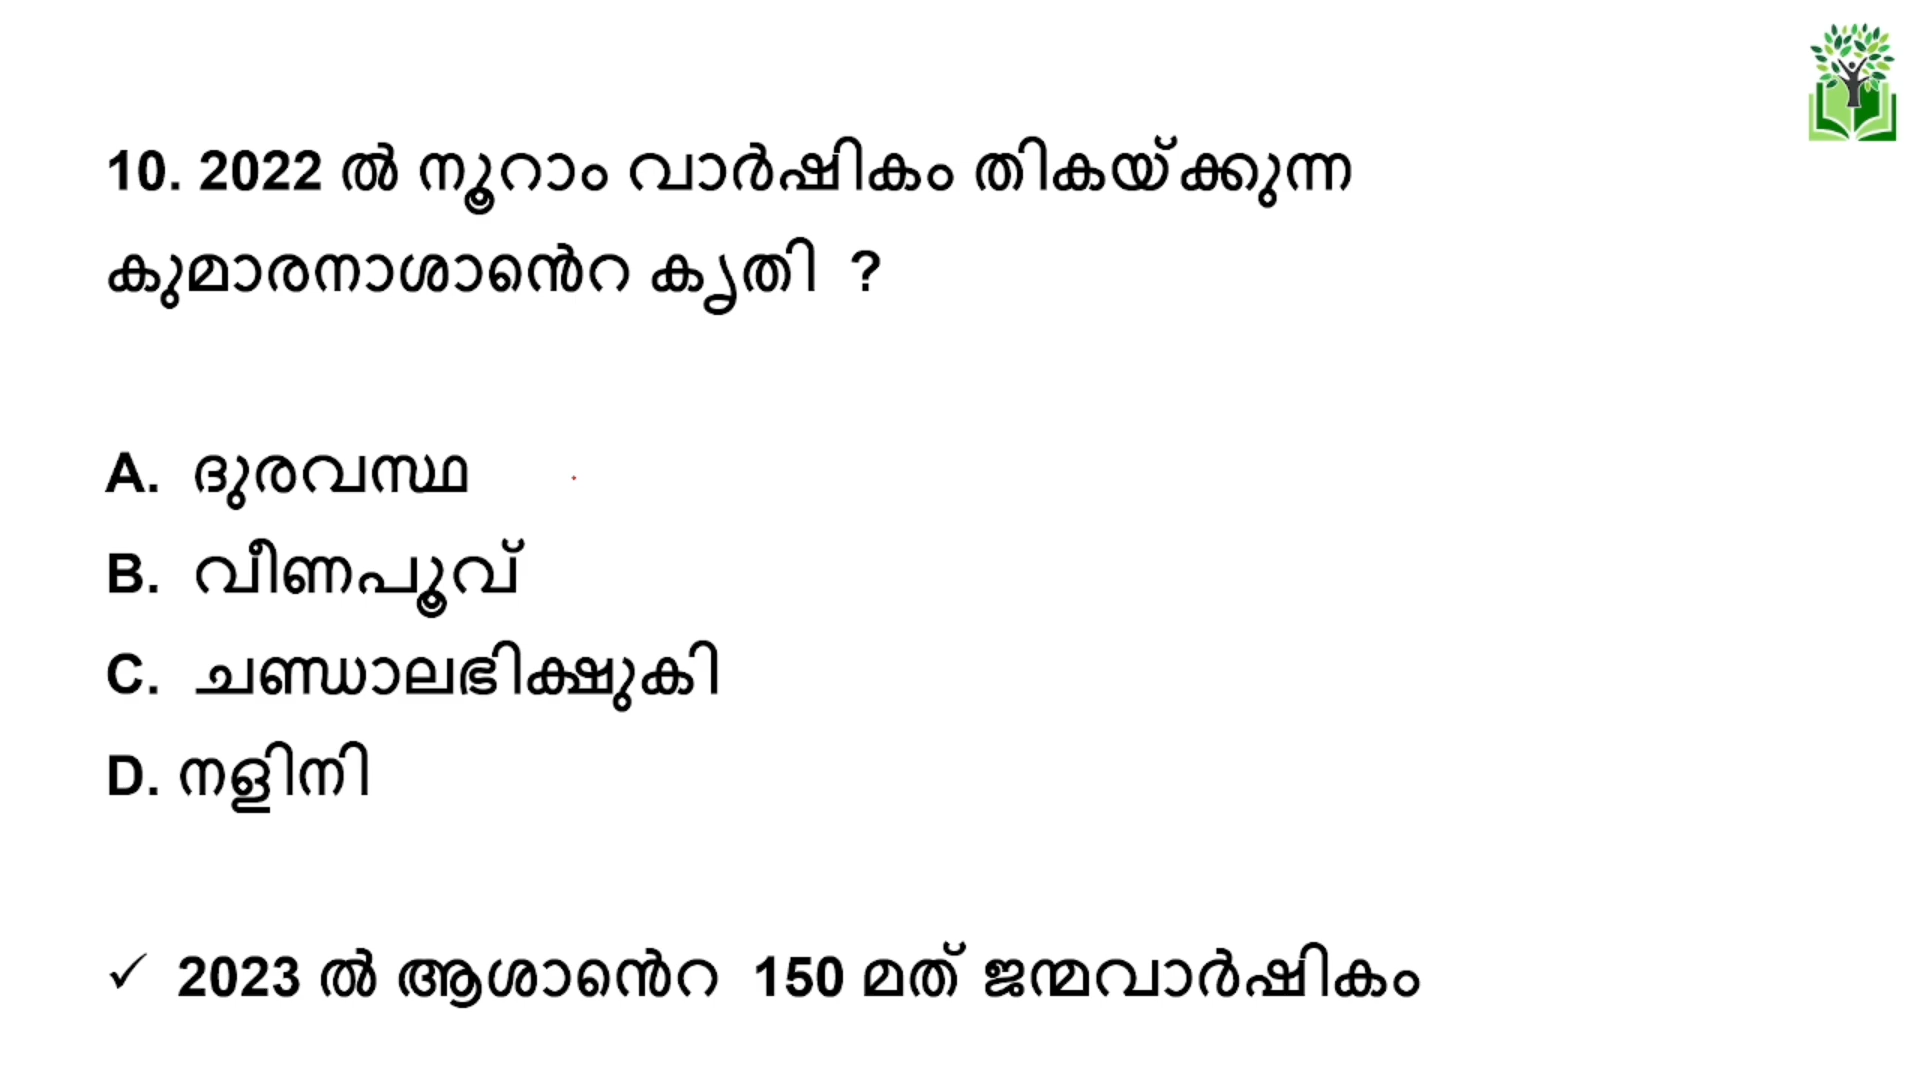 10. 2022 ൽ നൂറാം വാർഷികം തികയ്ക്കുന്ന
കുമാരനാശാൻെറ കൃതി ?
A. ദുരവസ്ഥ
B. വീണപൂവ്
C. ചണ്ഡാലഭിക്ഷുകി
D. നളിനി
✓ 2023 ൽ ആശാൻെറ 150 മത് ജന്മവാർഷികം